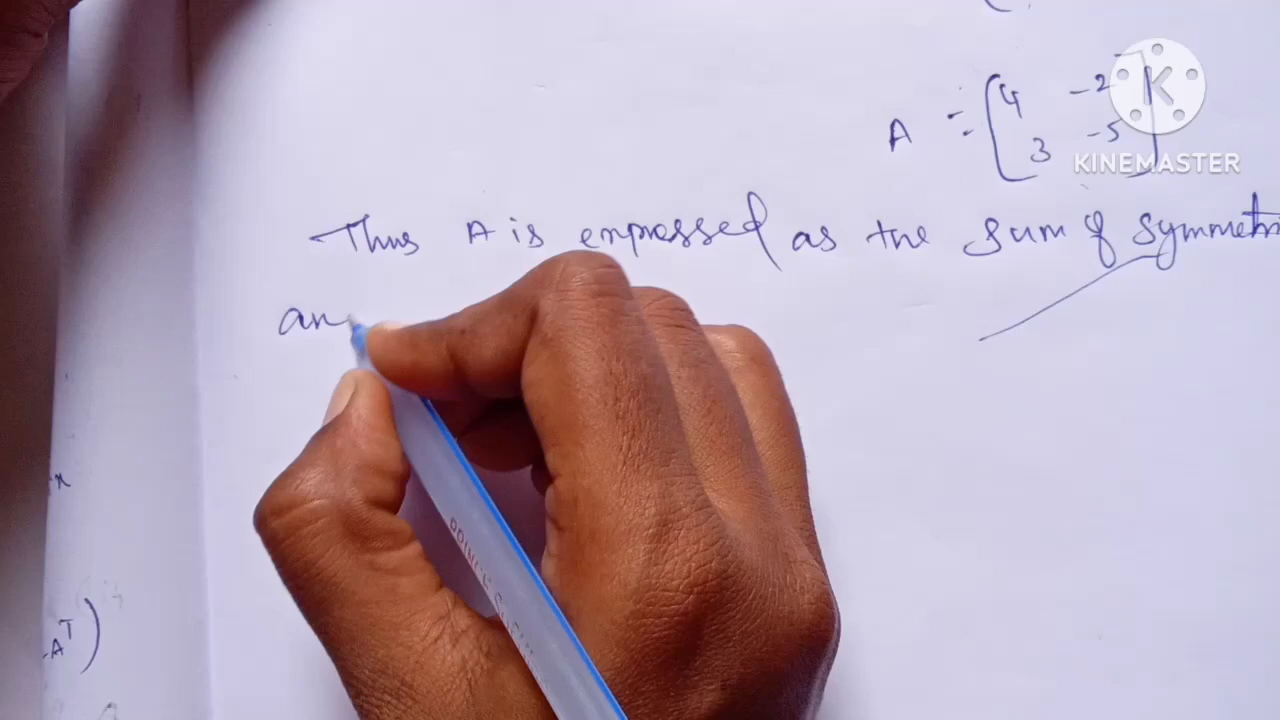 A = [4 -2
3 -5]
K
KINEMASTER
Thus A is expressed as the sum of symmetri
an
x
-A^T)